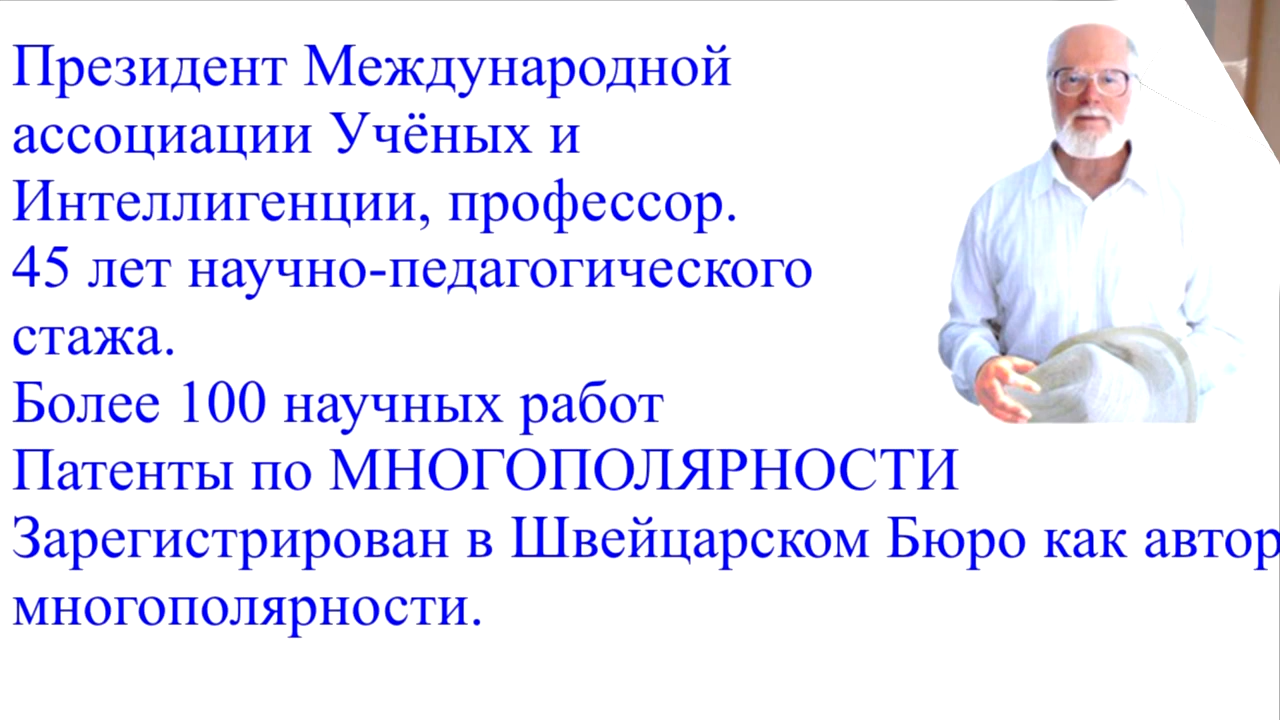 Президент Международной
ассоциации Учёных и
Интеллигенции, профессор.
45 лет научно-педагогического
стажа.
Более 100 научных работ
Патенты по МНОГОПОЛЯРНОСТИ
Зарегистрирован в Швейцарском Бюро как автор
многополярности.